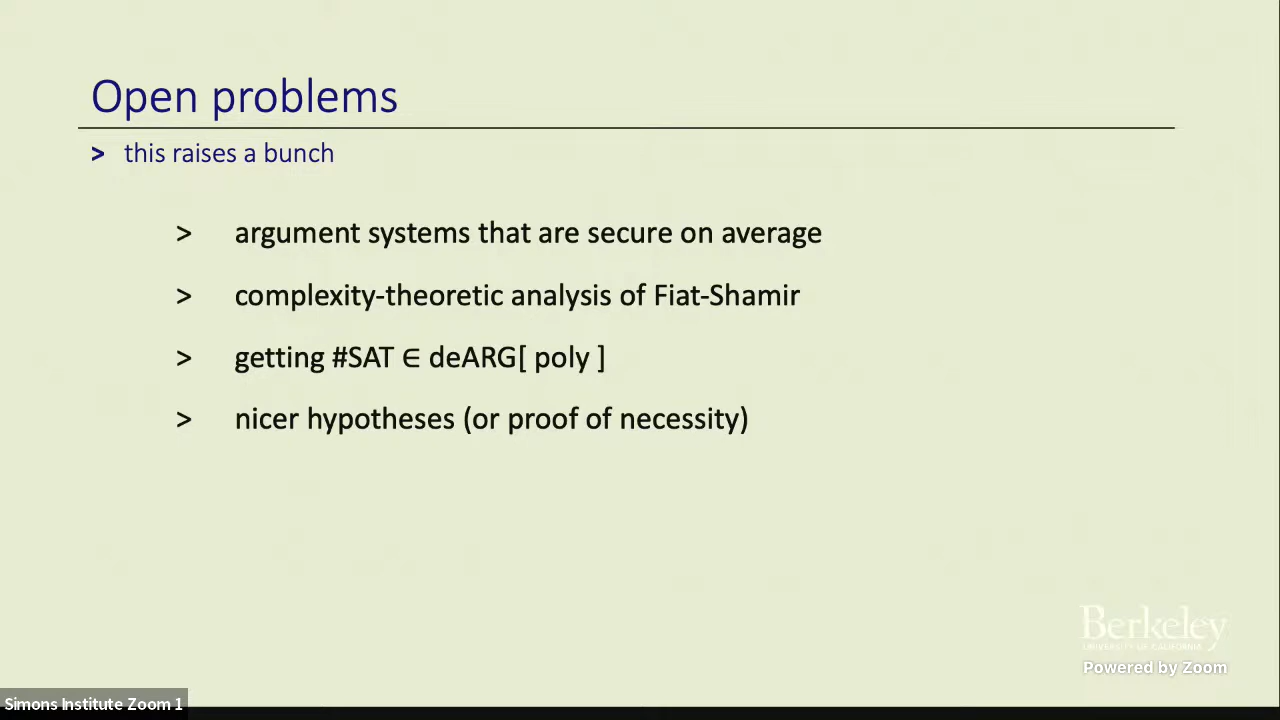 Open problems
> this raises a bunch
> argument systems that are secure on average
> complexity-theoretic analysis of Fiat-Shamir
> getting #SAT ∈ deARG[ poly ]
> nicer hypotheses (or proof of necessity)
Berkeley
UNIVERSITY OF CALIFORNIA
Powered by Zoom
Simons Institute Zoom 1